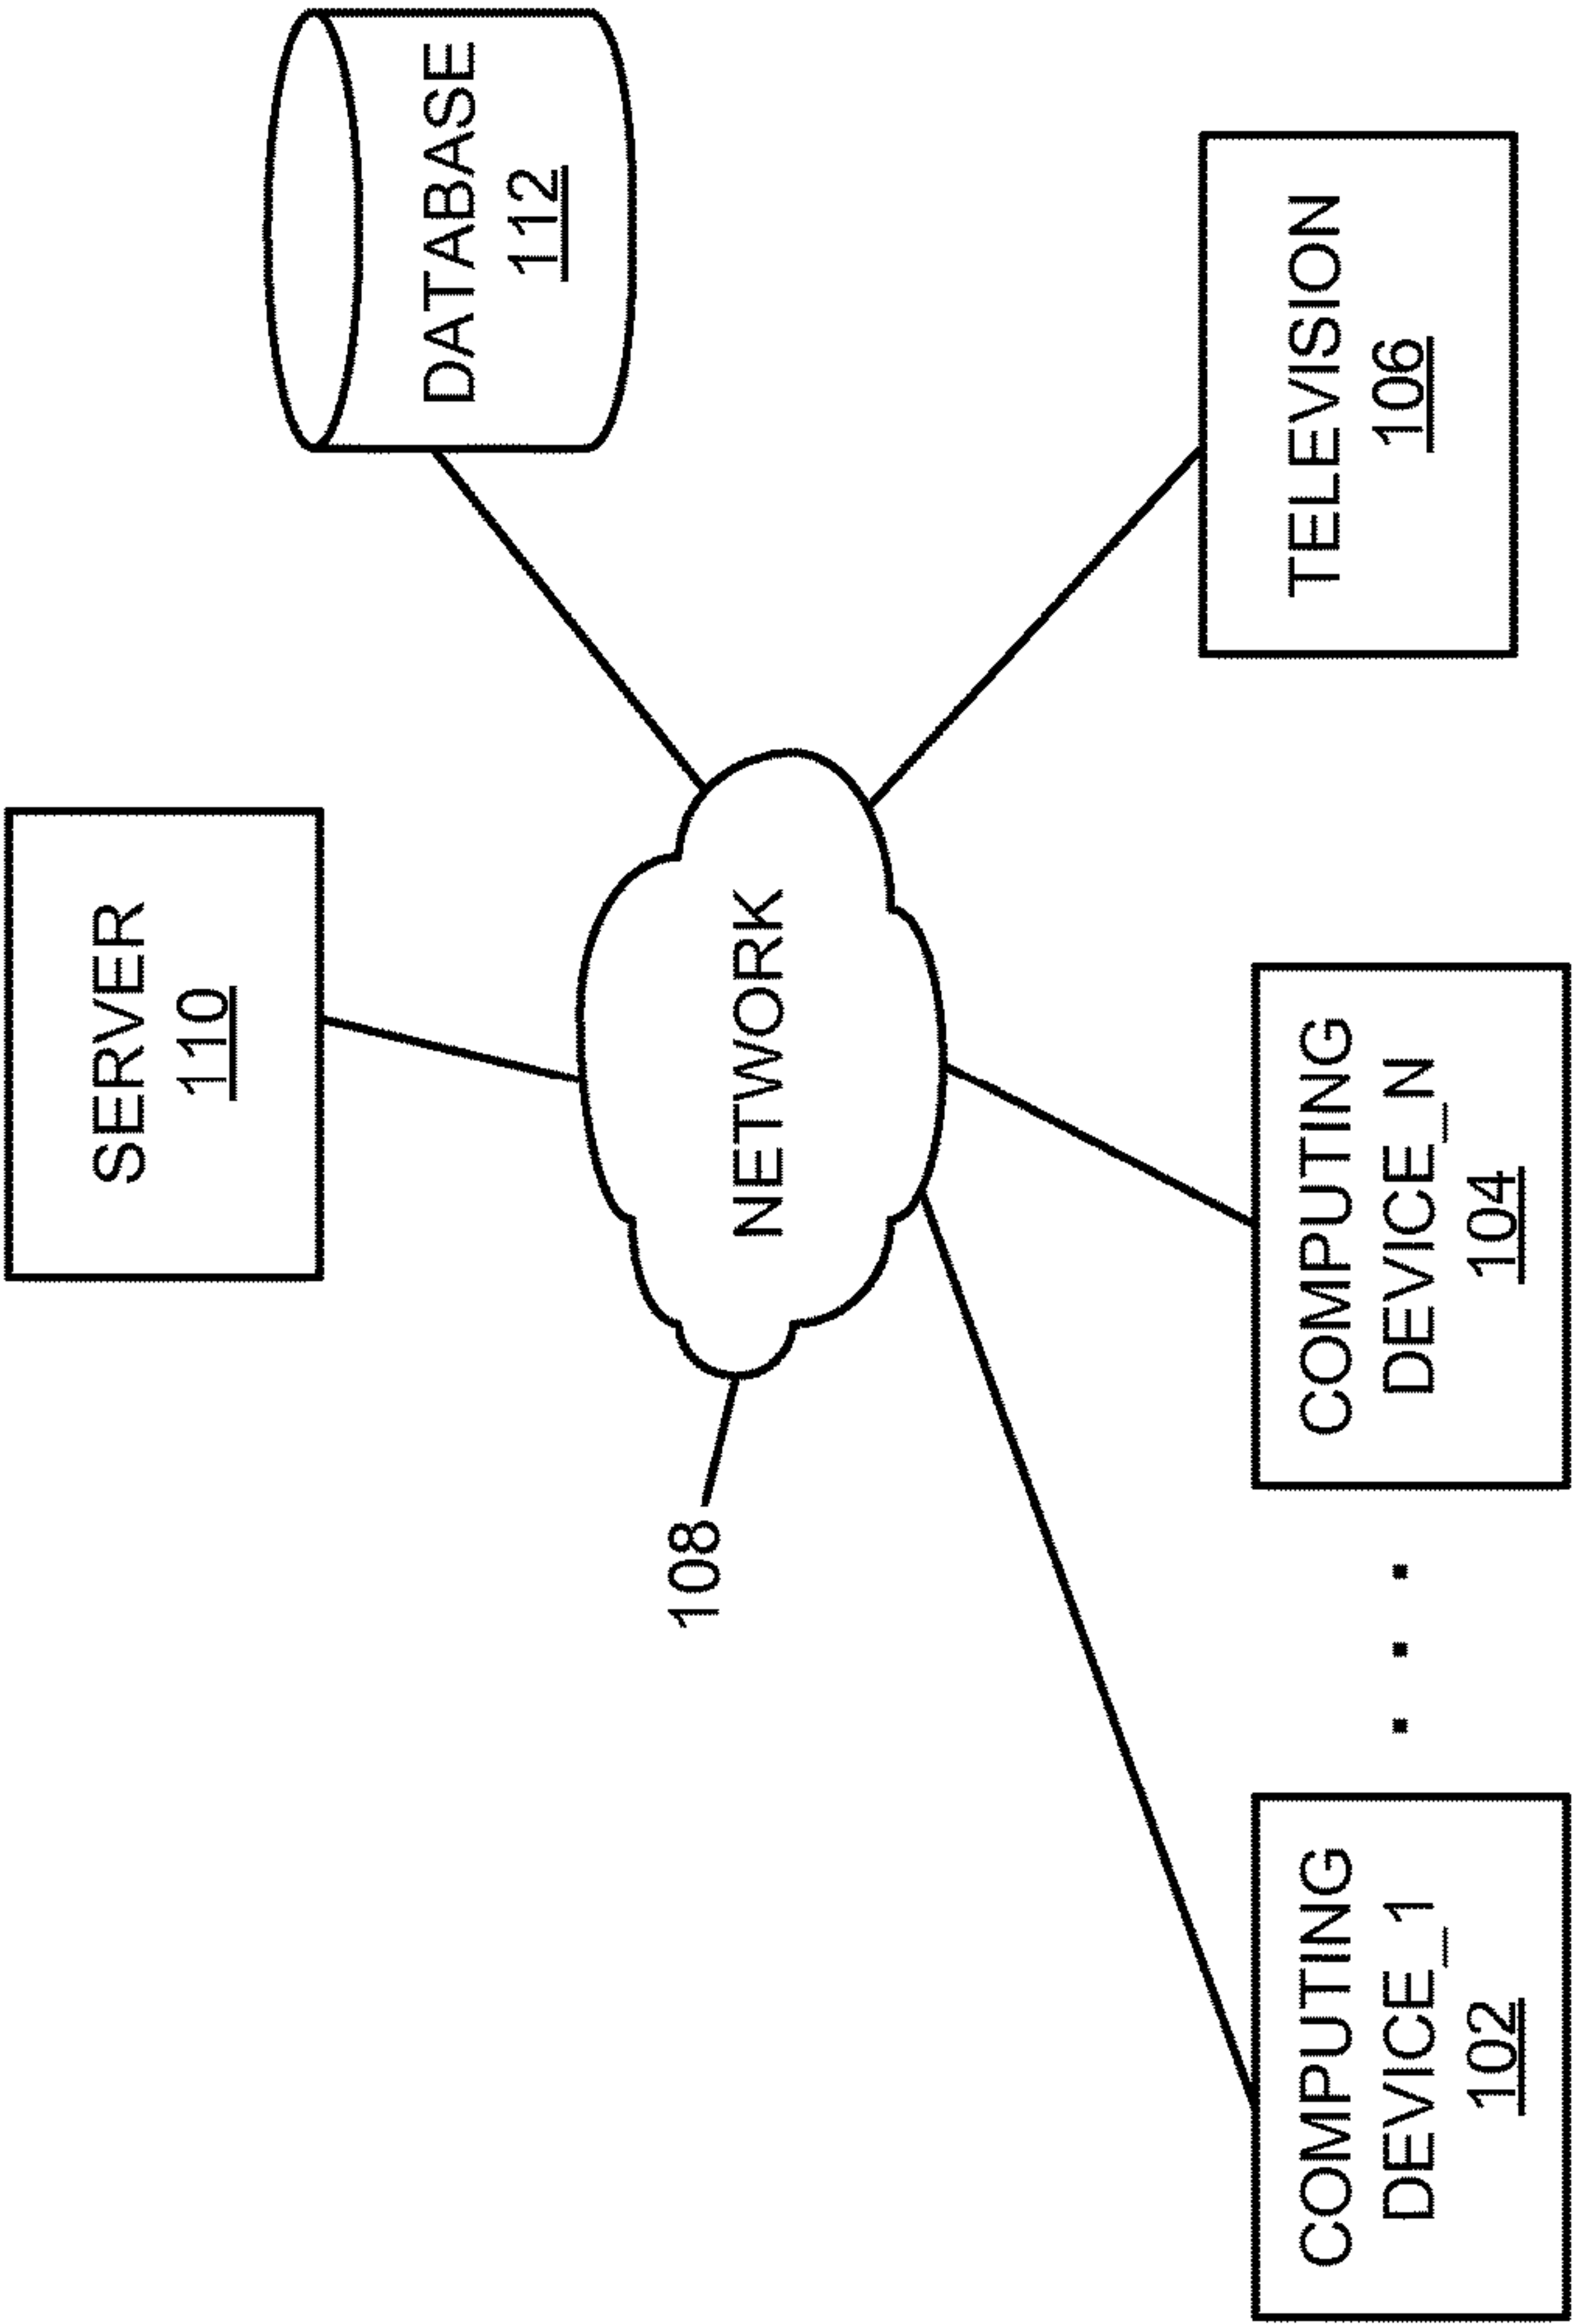 SERVER
110
DATABASE
112
NETWORK
108
COMPUTING
DEVICE_1
102
COMPUTING
DEVICE_N
104
TELEVISION
106